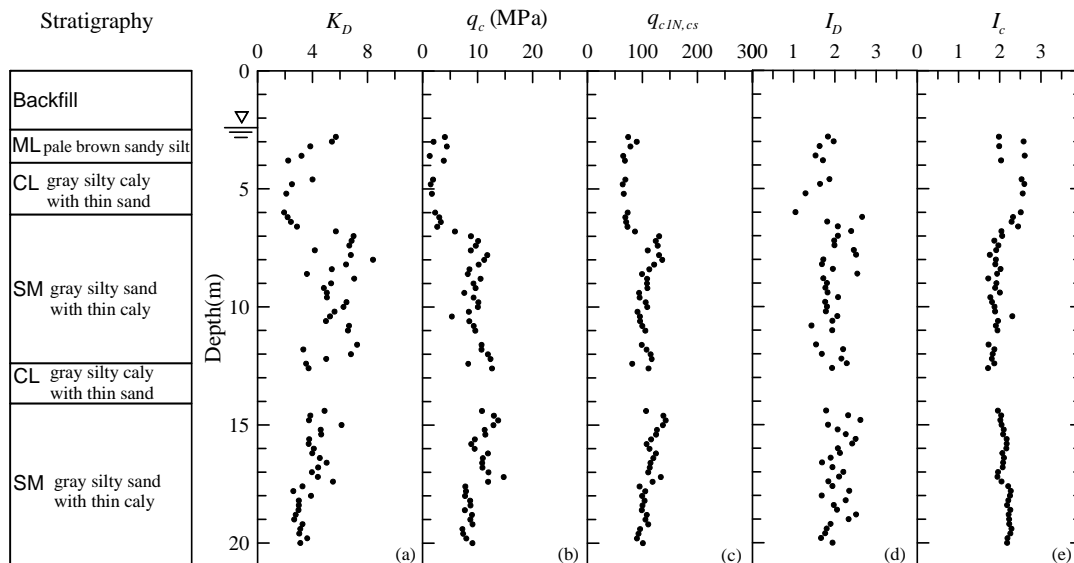 Stratigraphy
K_D
q_c (MPa)
q_c1N,cs
I_D
I_c
0 4 8 12
0 10 20
0 100 200 300
0 1 2 3
0 1 2 3
0
5
10
15
20
Depth(m)
Backfill
ML pale brown sandy silt
CL gray silty caly
with thin sand
SM gray silty sand
with thin caly
CL gray silty caly
with thin sand
SM gray silty sand
with thin caly
(a)
(b)
(c)
(d)
(e)